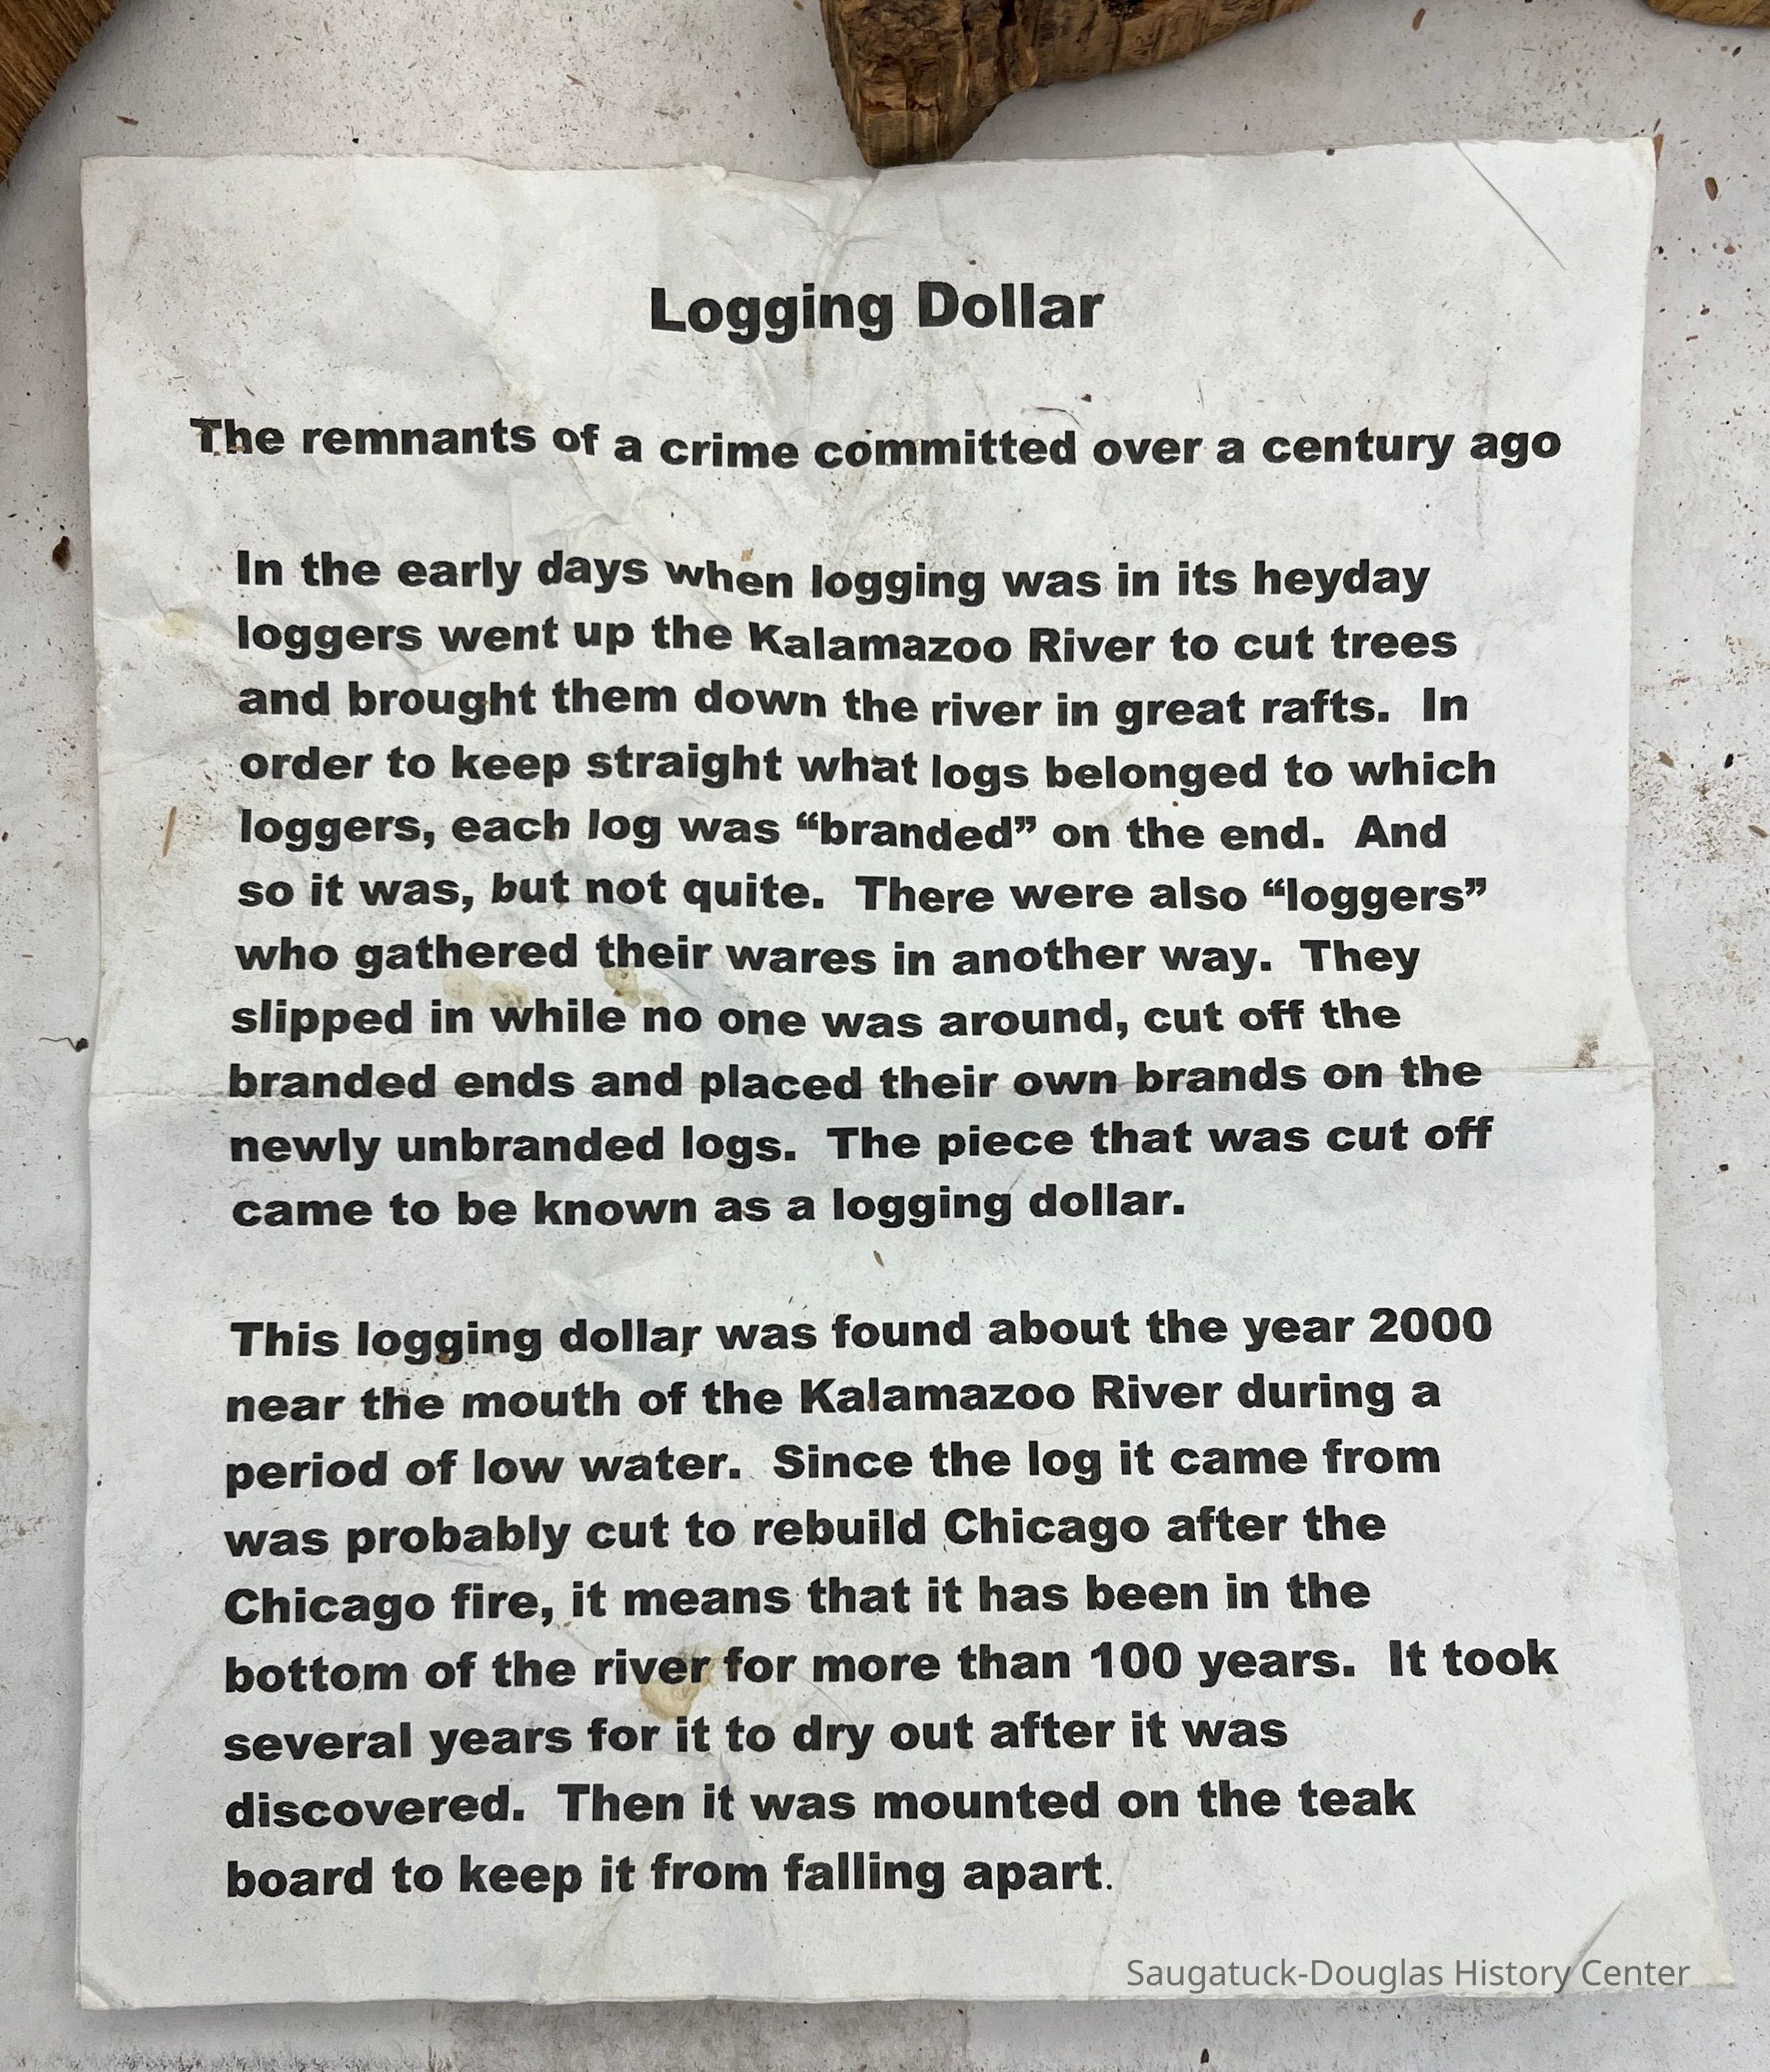 Logging Dollar
The remnants of a crime committed over a century ago
In the early days when logging was in its heyday
loggers went up the Kalamazoo River to cut trees
and brought them down the river in great rafts.  In
order to keep straight what logs belonged to which
loggers, each log was “branded” on the end.  And
so it was, but not quite.  There were also “loggers”
who gathered their wares in another way.  They
slipped in while no one was around, cut off the
branded ends and placed their own brands on the
newly unbranded logs.  The piece that was cut off
came to be known as a logging dollar.
This logging dollar was found about the year 2000
near the mouth of the Kalamazoo River during a
period of low water.  Since the log it came from
was probably cut to rebuild Chicago after the
Chicago fire, it means that it has been in the
bottom of the river for more than 100 years.  It took
several years for it to dry out after it was
discovered.  Then it was mounted on the teak
board to keep it from falling apart.
Saugatuck-Douglas History Center